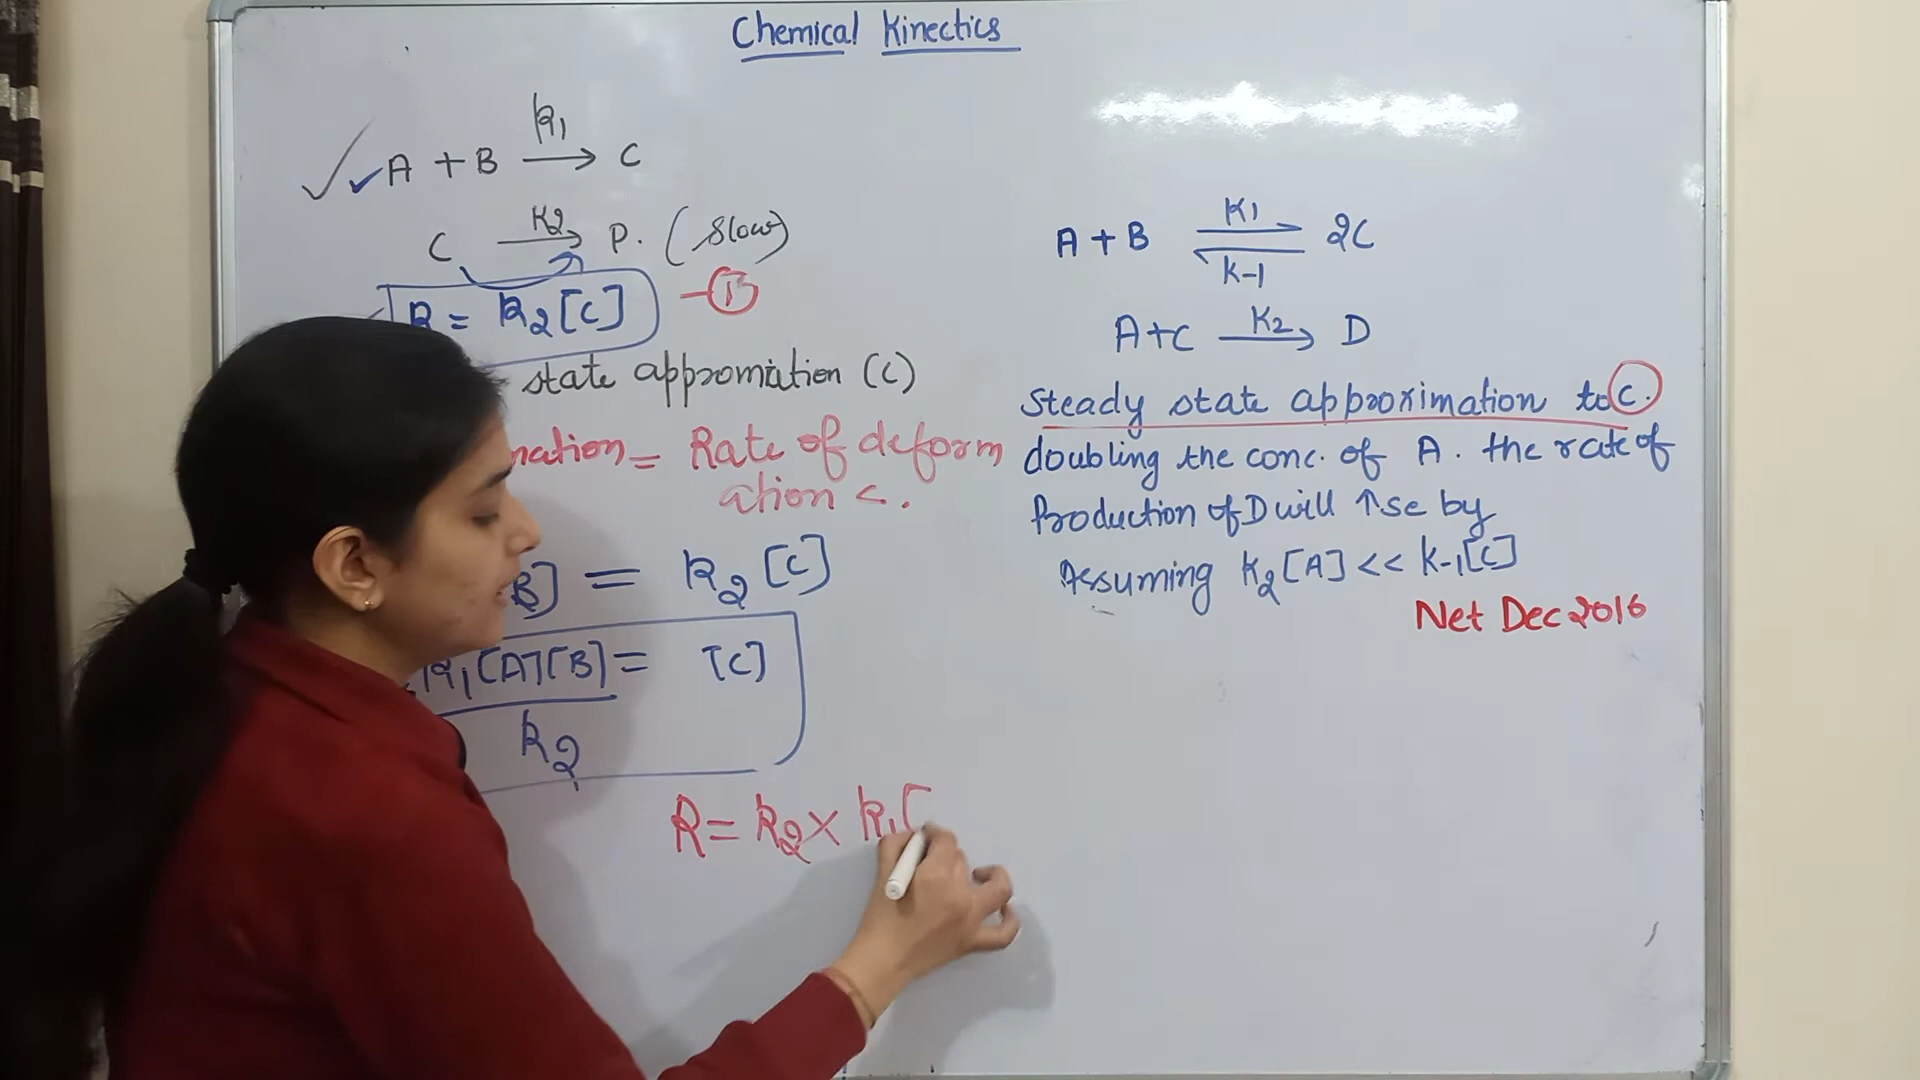 Chemical Kinectics
A + B k1 → C
C K2 → P. (Slow)
R = k2[C] -①
state appromiation (C)
mation = Rate of deform
ation c.
B] = k2 [C]
k1[A][B] = [C]
k2
R = k2 × k1[
A + B K1 ⇌ K-1 2C
A+C K2 → D
Steady state approximation to C.
doubling the conc. of A. the rate of
Production of D will ↑se by
Assuming K2[A] << K-1[C]
Net Dec 2016